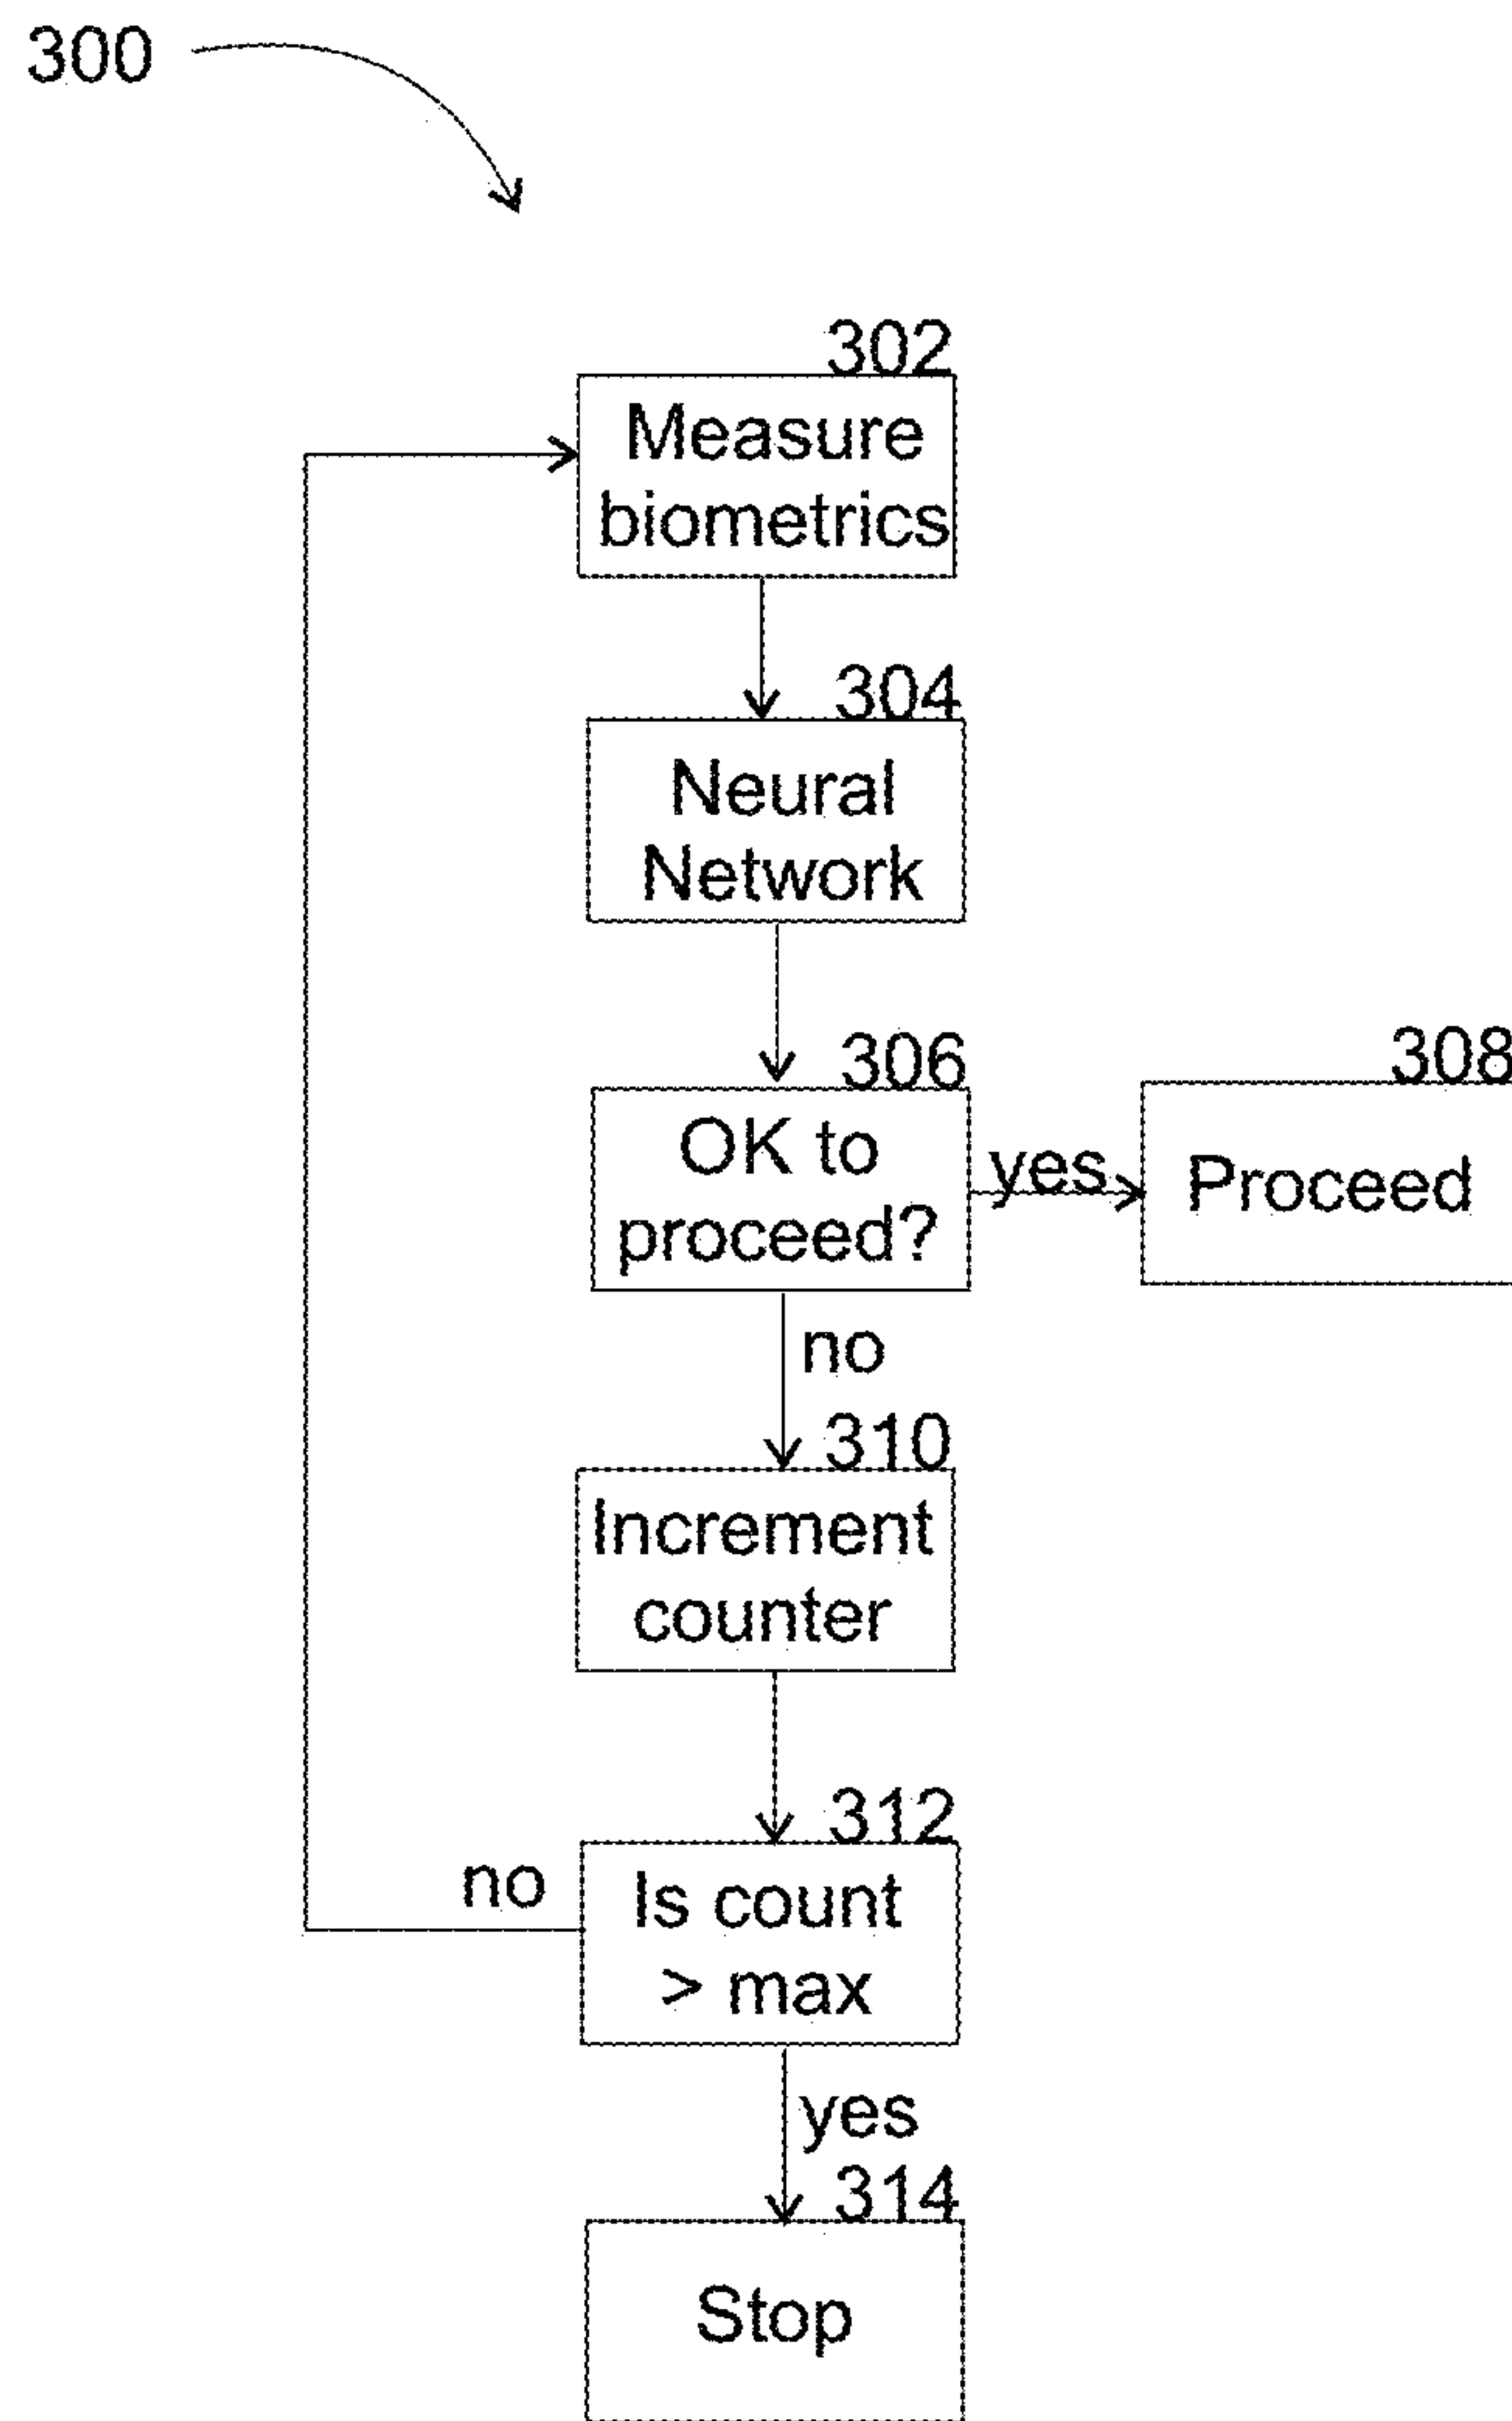 300
302
Measure
biometrics
304
Neural
Network
306
OK to
proceed?
yes
308
Proceed
no
310
Increment
counter
312
Is count
> max
no
yes
314
Stop